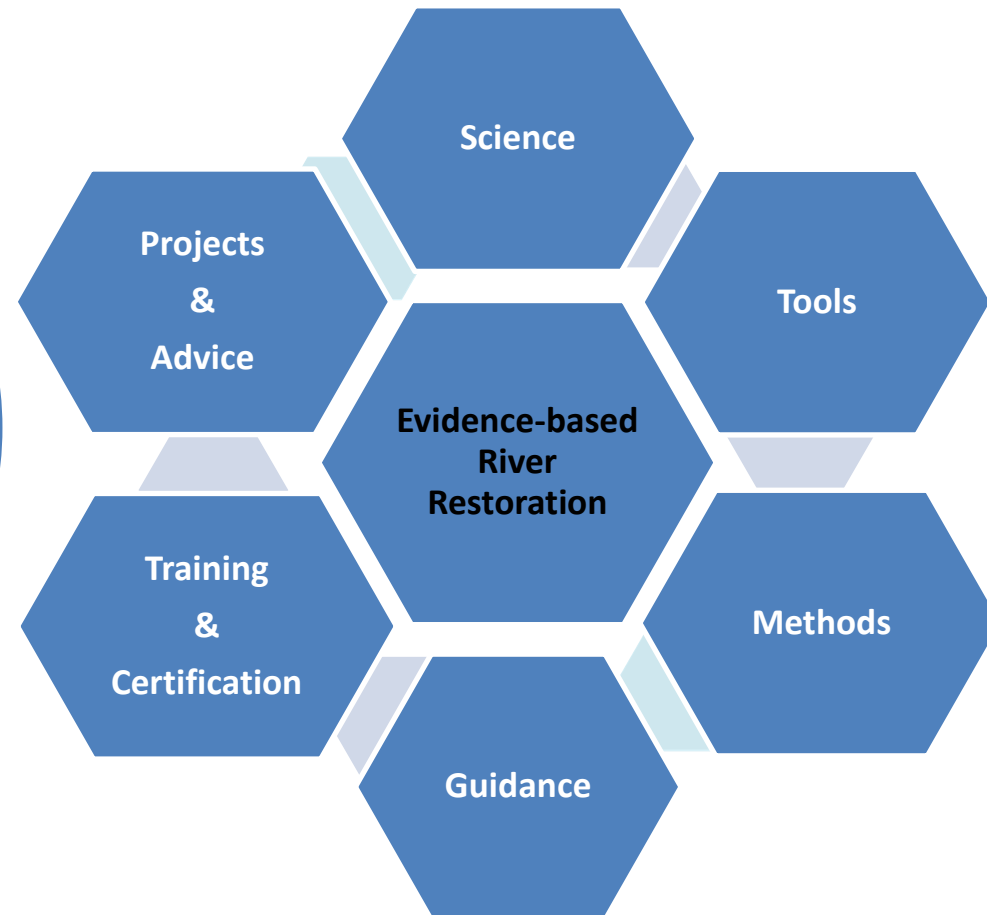 Science
Projects
&
Advice
Tools
Evidence-based
River
Restoration
Training
&
Certification
Methods
Guidance